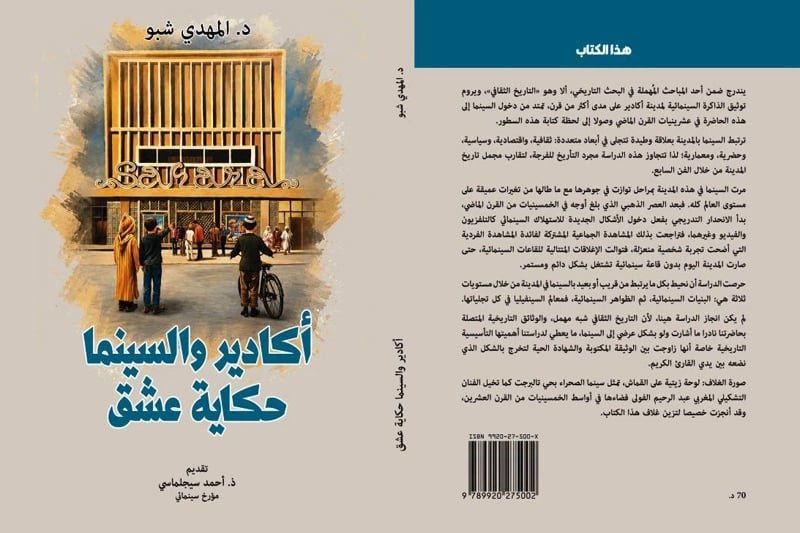 د. المهدي شبو
Sahara
أكادير والسينما
حكاية عشق
تقديم
ذ. أحمد سيجلماسي
مؤرخ سينمائي
د. المهدي شبو
أكادير والسينما حكاية عشق
هذا الكتاب
يندرج ضمن أحد المباحث المُهملة في البحث التاريخي، ألا وهو «التاريخ الثقافي»، ويروم
توثيق الذاكرة السينمائية لمدينة أكادير على مدى أكثر من قرن، تمتد من دخول السينما إلى
هذه الحاضرة في عشرينيات القرن الماضي وصولا إلى لحظة كتابة هذه السطور.
ترتبط السينما بالمدينة بعلاقة وطيدة تتجلى في أبعاد متعددة: ثقافية، واقتصادية، وسياسية،
وحضرية، ومعمارية؛ لذا تتجاوز هذه الدراسة مجرد التأريخ للفرجة، لتقارب مجمل تاريخ
المدينة من خلال الفن السابع.
مرت السينما في هذه المدينة بمراحل توازت في جوهرها مع ما طالها من تغيرات عميقة على
مستوى العالم كله. فبعد العصر الذهبي الذي بلغ أوجه في الخمسينيات من القرن الماضي،
بدأ الانحدار التدريجي بفعل دخول الأشكال الجديدة للاستهلاك السينمائي كالتلفزيون
والفيديو وغيرهما، فتراجعت بذلك المشاهدة الجماعية المشتركة لفائدة المشاهدة الفردية
التي أضحت تجربة شخصية منعزلة، فتوالت الإغلاقات المتتالية للقاعات السينمائية، حتى
صارت المدينة اليوم بدون قاعة سينمائية تشتغل بشكل دائم ومستمر.
حرصت الدراسة أن نحيط بكل ما يرتبط من قريب أو بعيد بالسينما في المدينة من خلال مستويات
ثلاثة هي: البنيات السينمائية، ثم الظواهر السينمائية، فمعالم السينفيليا في كل تجلياتها.
لم يكن انجاز الدراسة هينا، لأن التاريخ الثقافي شبه مهمل، والوثائق التاريخية المتصلة
بحاضرتنا نادرا ما أشارت ولو بشكل عرضي إلى السينما، ما يعطي لدراستنا أهميتها التأسيسية
التاريخية خاصة أنها زاوجت بين الوثيقة المكتوبة والشهادة الحية لتخرج بالشكل الذي
نضعه بين يدي القارئ الكريم.
صورة الغلاف: لوحة زيتية على القماش، تمثل سينما الصحراء بحي تالبرجت كما تخيل الفنان
التشكيلي المغربي عبد الرحيم الفولى فضاءها في أواسط الخمسينيات من القرن العشرين،
وقد أنجزت خصيصا لتزين غلاف هذا الكتاب.
ISBN 9920-27-500-X
9 789920 275002
70 د.